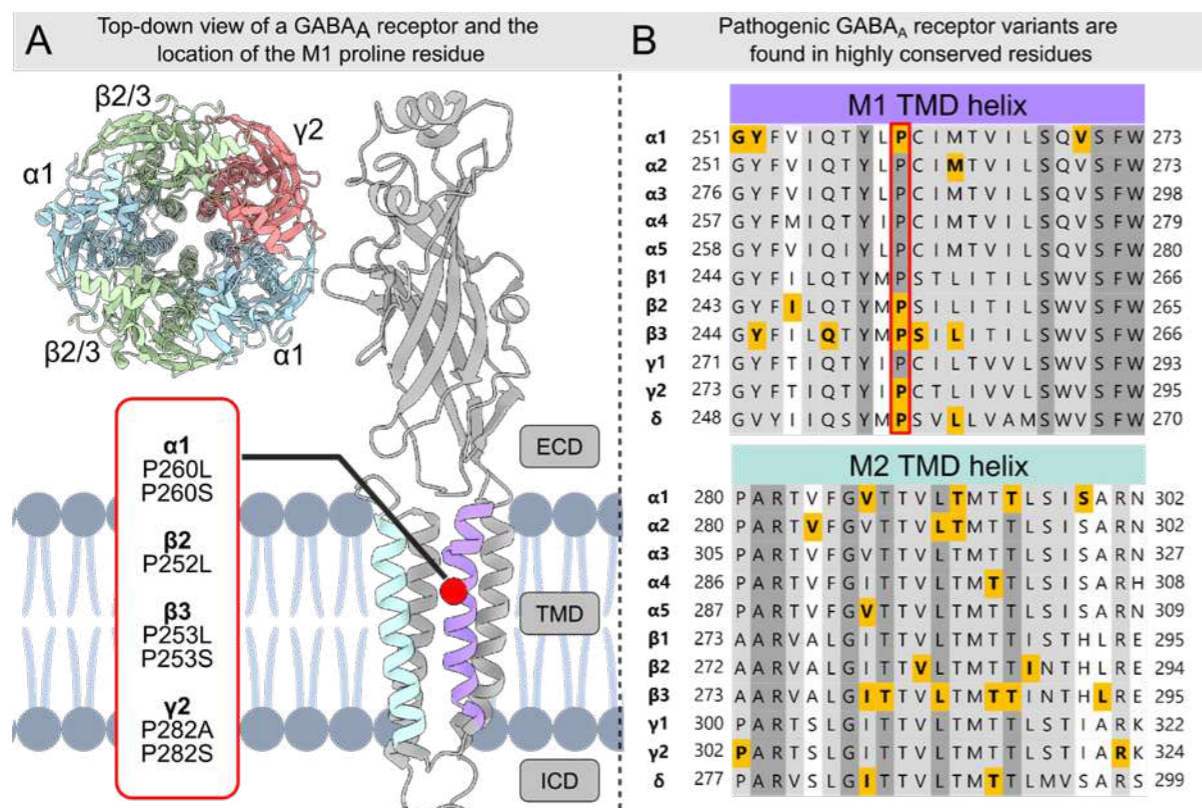 A
Top-down view of a GABAA receptor and the
location of the M1 proline residue
β2/3
γ2
α1
β2/3
α1
α1
P260L
P260S
β2
P252L
β3
P253L
P253S
γ2
P282A
P282S
ECD
TMD
ICD
B
Pathogenic GABAA receptor variants are
found in highly conserved residues
M1 TMD helix
α1 251 G Y F V I Q T Y L P C I M T V I L S Q V S F W 273
α2 251 G Y F V I Q T Y L P C I M T V I L S Q V S F W 273
α3 276 G Y F V I Q T Y L P C I M T V I L S Q V S F W 298
α4 257 G Y F M I Q T Y I P C I M T V I L S Q V S F W 279
α5 258 G Y F V I Q I Y L P C I M T V I L S Q V S F W 280
β1 244 G Y F I L Q T Y M P S T L I T I L S W V S F W 266
β2 243 G Y F I L Q T Y M P S I L I T I L S W V S F W 265
β3 244 G Y F I L Q T Y M P S I L I T I L S W V S F W 266
γ1 271 G Y F T I Q T Y I P C I L T V V L S W V S F W 293
γ2 273 G Y F T I Q T Y I P C T L I V V L S W V S F W 295
δ 248 G V Y I I Q S Y M P S V L L V A M S W V S F W 270
M2 TMD helix
α1 280 P A R T V F G V T T V L T M T T L S I S A R N 302
α2 280 P A R T V F G V T T V L T M T T L S I S A R N 302
α3 305 P A R T V F G V T T V L T M T T L S I S A R N 327
α4 286 P A R T V F G I T T V L T M T T L S I S A R H 308
α5 287 P A R T V F G V T T V L T M T T L S I S A R N 309
β1 273 A A R V A L G I T T V L T M T T I S T H L R E 295
β2 272 A A R V A L G I T T V L T M T T I N T H L R E 294
β3 273 A A R V A L G I T T V L T M T T I N T H L R E 295
γ1 300 P A R T S L G I T T V L T M T T L S T I A R K 322
γ2 302 P A R T S L G I T T V L T M T T L S T I A R K 324
δ 277 P A R V S L G I T T V L T M T T L M V S A R S 299